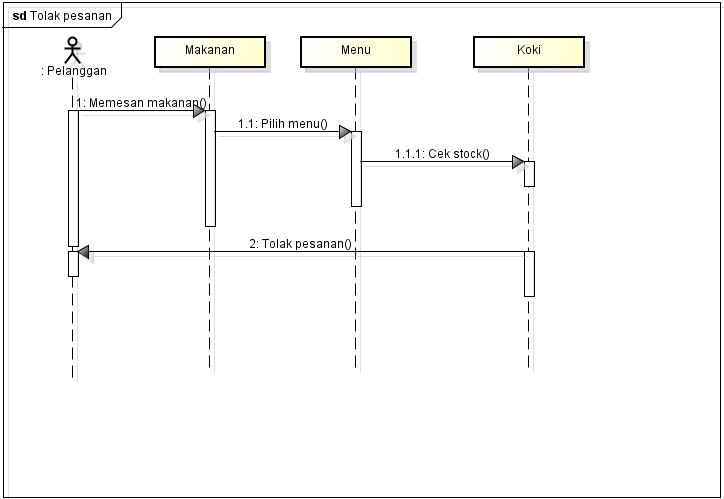 sd Tolak pesanan
: Pelanggan
Makanan
Menu
Koki
1: Memesan makanan()
1.1: Pilih menu()
1.1.1: Cek stock()
2: Tolak pesanan()